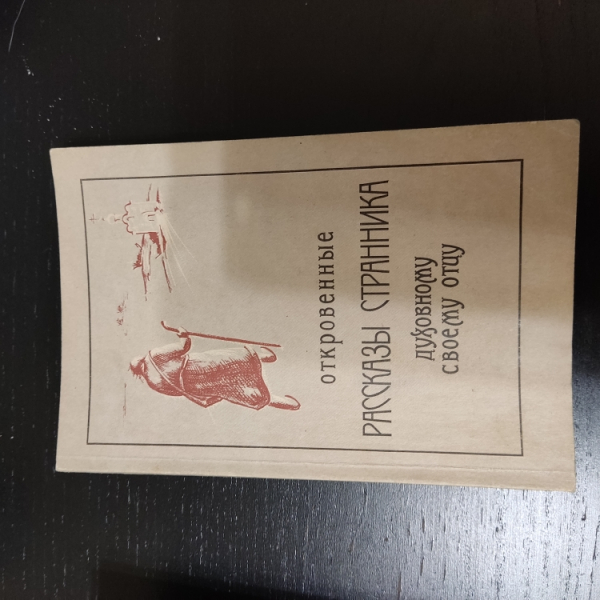 откровенные
РАССКАЗЫ СТРАННИКА
духовному
своему отцу